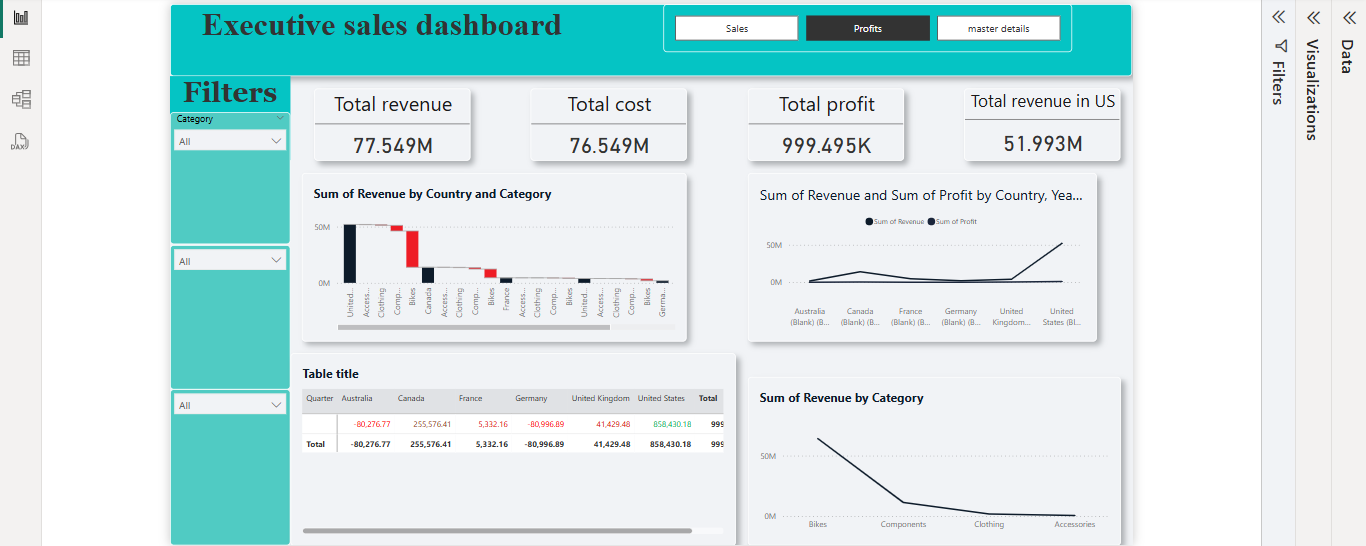 Executive sales dashboard
Sales
Profits
master details
Filters
Category
All
All
All
Total revenue
77.549M
Total cost
76.549M
Total profit
999.495K
Total revenue in US
51.993M
Sum of Revenue by Country and Category
50M
0M
United...
Access...
Clothing
Comp...
Bikes
Canada
Access...
Clothing
Comp...
Bikes
France
Access...
Clothing
Comp...
Bikes
United...
Access...
Clothing
Comp...
Bikes
Germa...
Sum of Revenue and Sum of Profit by Country, Yea...
Sum of Revenue Sum of Profit
50M
0M
Australia
(Blank) (B...
Canada
(Blank) (B...
France
(Blank) (B...
Germany
(Blank) (B...
United
Kingdom...
United
States (Bl...
Table title
Quarter Australia Canada France Germany United Kingdom United States Total
-80,276.77 255,576.41 5,332.16 -80,996.89 41,429.48 858,430.18 999
Total -80,276.77 255,576.41 5,332.16 -80,996.89 41,429.48 858,430.18 999
Sum of Revenue by Category
50M
0M
Bikes
Components
Clothing
Accessories
Filters
Visualizations
Data
DAX